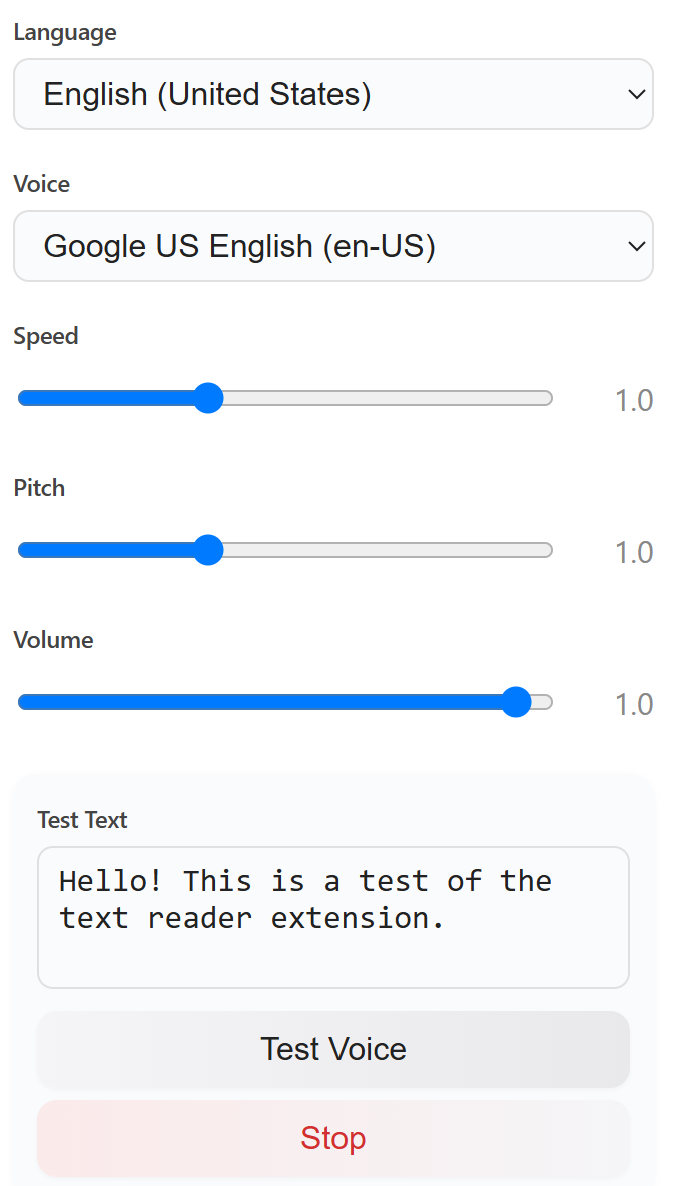 Language
English (United States)
Voice
Google US English (en-US)
Speed
1.0
Pitch
1.0
Volume
1.0
Test Text
Hello! This is a test of the
text reader extension.
Test Voice
Stop